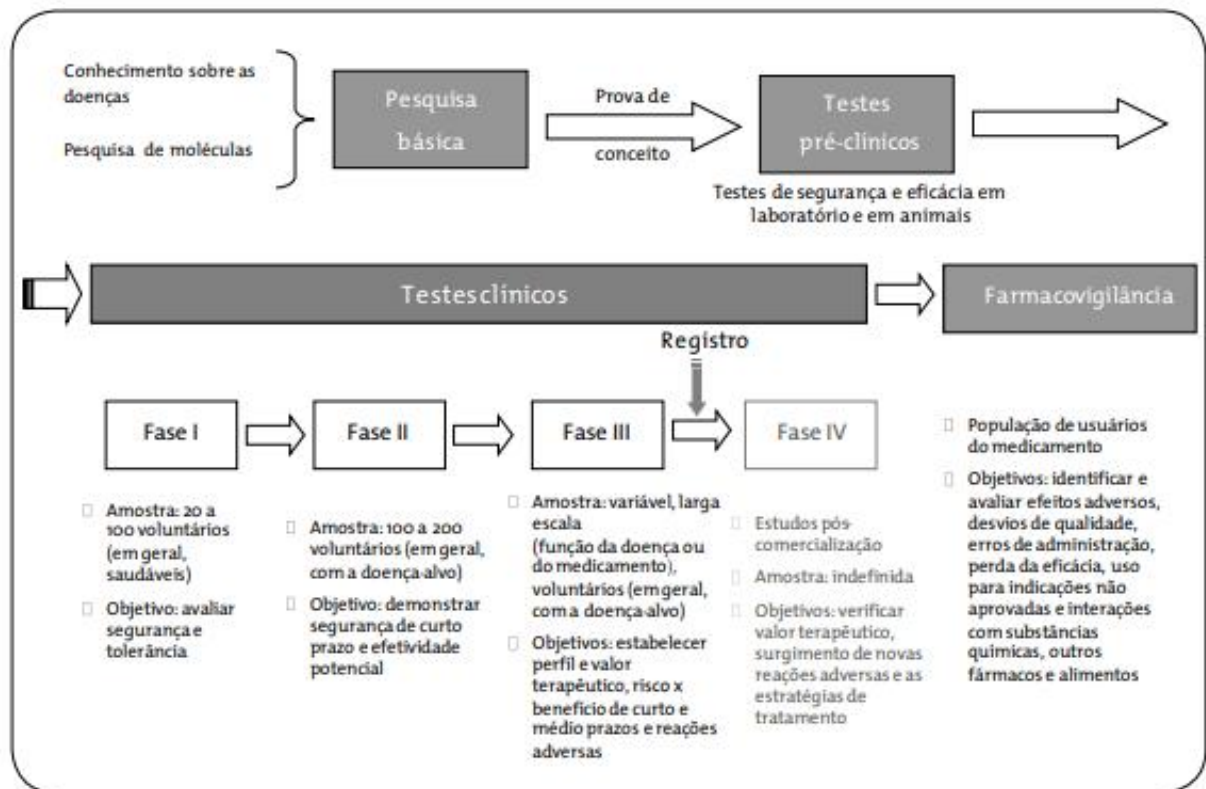 Conhecimento sobre as
doenças
Pesquisa de moléculas
Pesquisa
básica
Prova de
conceito
Testes
pré-clínicos
Testes de segurança e eficácia em
laboratório e em animais
Testes clínicos
Farmacovigilância
Registro
Fase I
Fase II
Fase III
Fase IV
Amostra: 20 a
100 voluntários
(em geral,
saudáveis)
Objetivo: avaliar
segurança e
tolerância
Amostra: 100 a 200
voluntários (em geral,
com a doença-alvo)
Objetivo: demonstrar
segurança de curto
prazo e efetividade
potencial
Amostra: variável, larga
escala
(função da doença ou
do medicamento),
voluntários (em geral,
com a doença-alvo)
Objetivos: estabelecer
perfil e valor
terapêutico, risco x
benefício de curto e
médio prazos e reações
adversas
Estudos pós-
comercialização
Amostra: indefinida
Objetivos: verificar
valor terapêutico,
surgimento de novas
reações adversas e as
estratégias de
tratamento
População de usuários
do medicamento
Objetivos: identificar e
avaliar efeitos adversos,
desvios de qualidade,
erros de administração,
perda da eficácia, uso
para indicações não
aprovadas e interações
com substâncias
químicas, outros
fármacos e alimentos